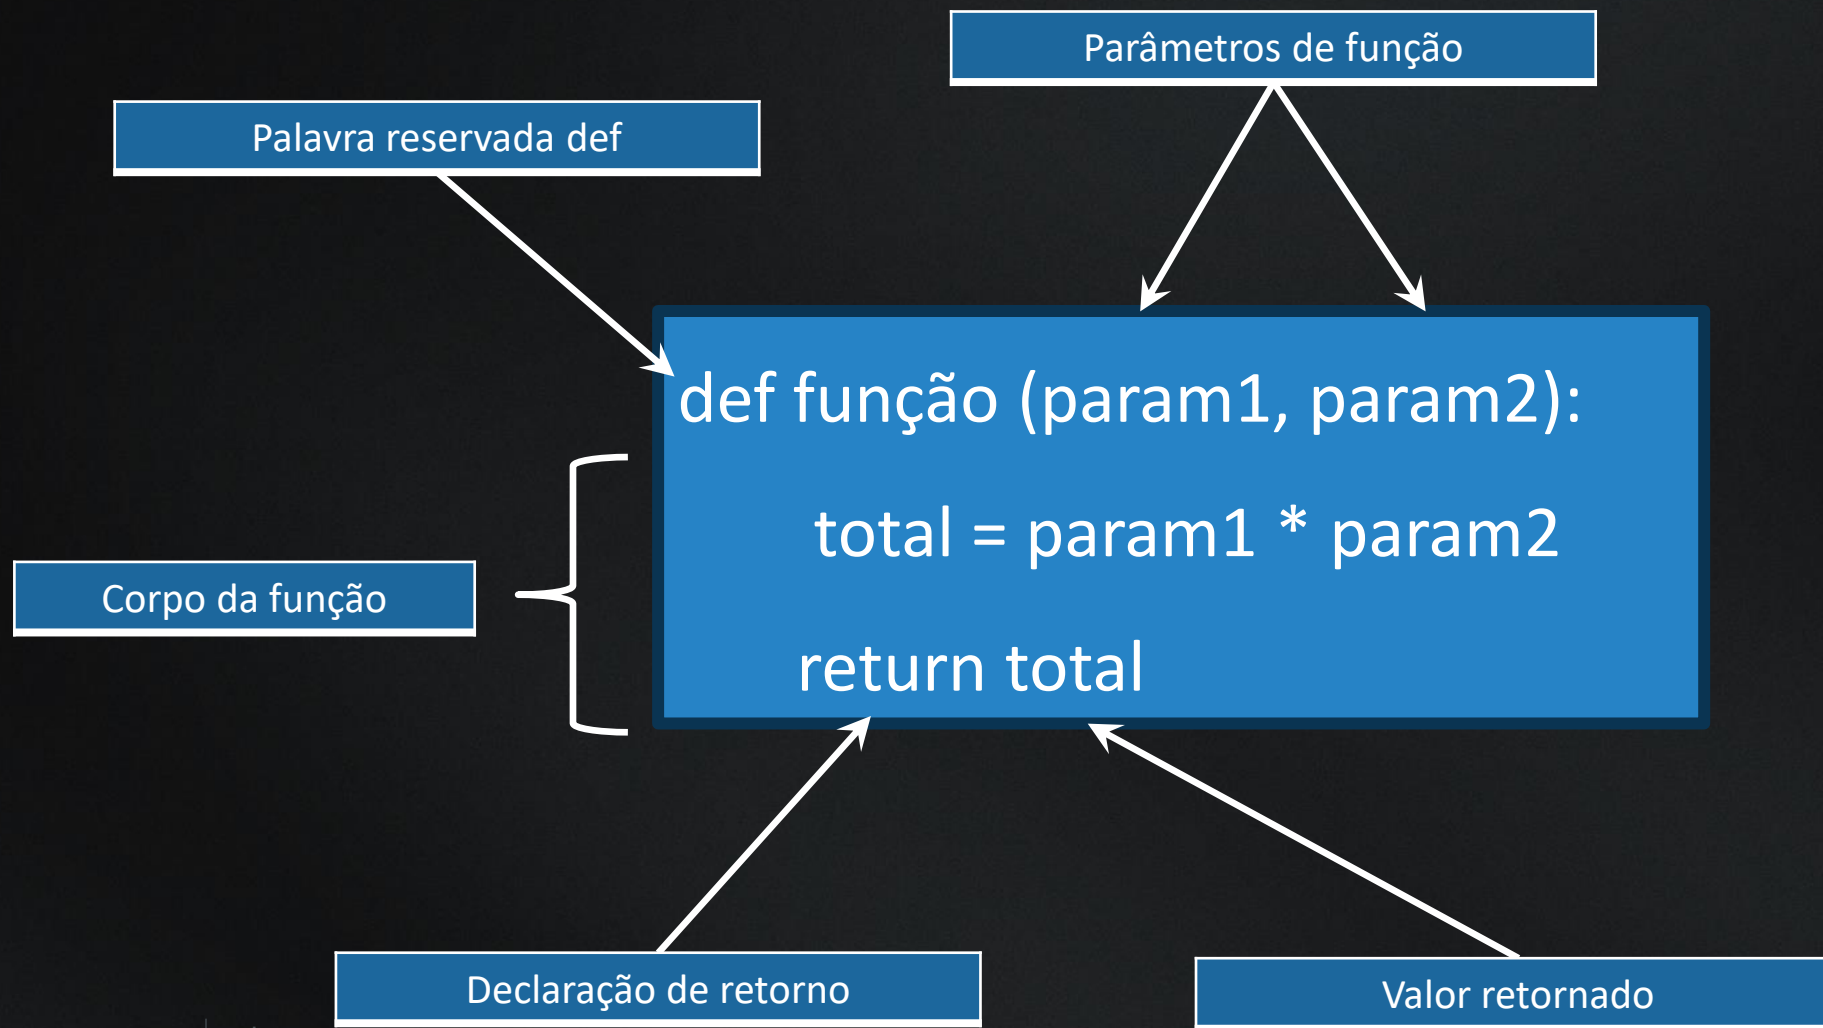 Parâmetros de função
Palavra reservada def
def função (param1, param2):
total = param1 * param2
Corpo da função
return total
Declaração de retorno
Valor retornado